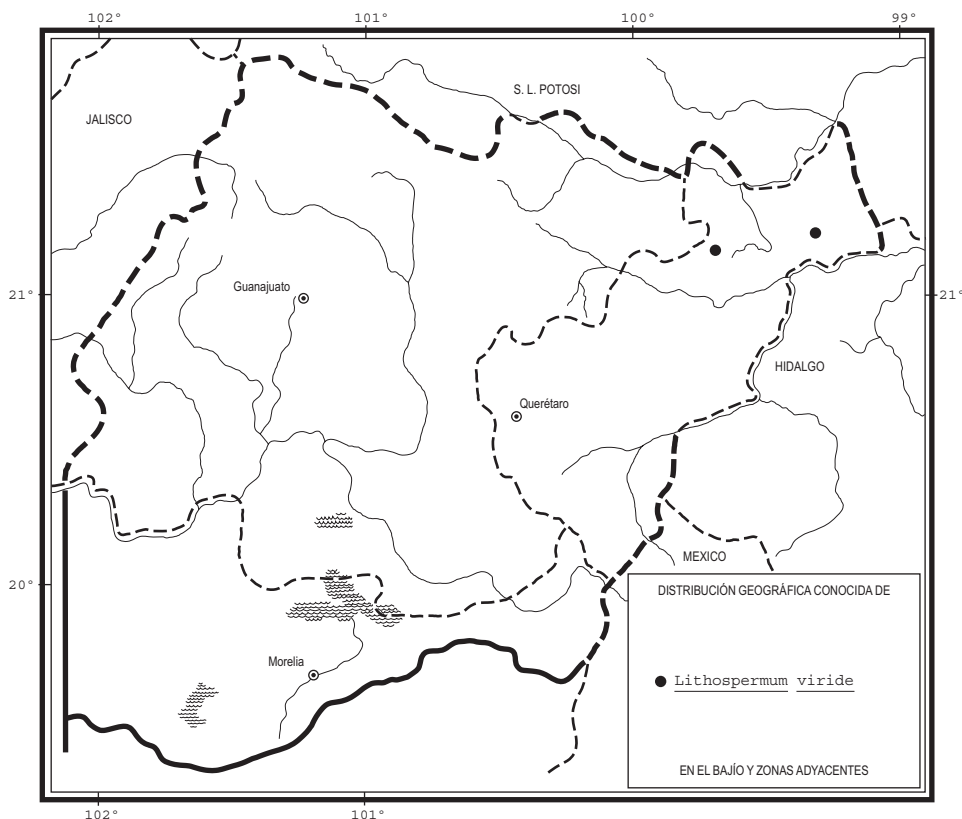 102° 101° 100° 99°
S. L. POTOSI
JALISCO
Guanajuato
21° 21°
HIDALGO
Querétaro
MEXICO
20°
DISTRIBUCIÓN GEOGRÁFICA CONOCIDA DE
Morelia
Lithospermum viride
EN EL BAJÍO Y ZONAS ADYACENTES
102° 101°